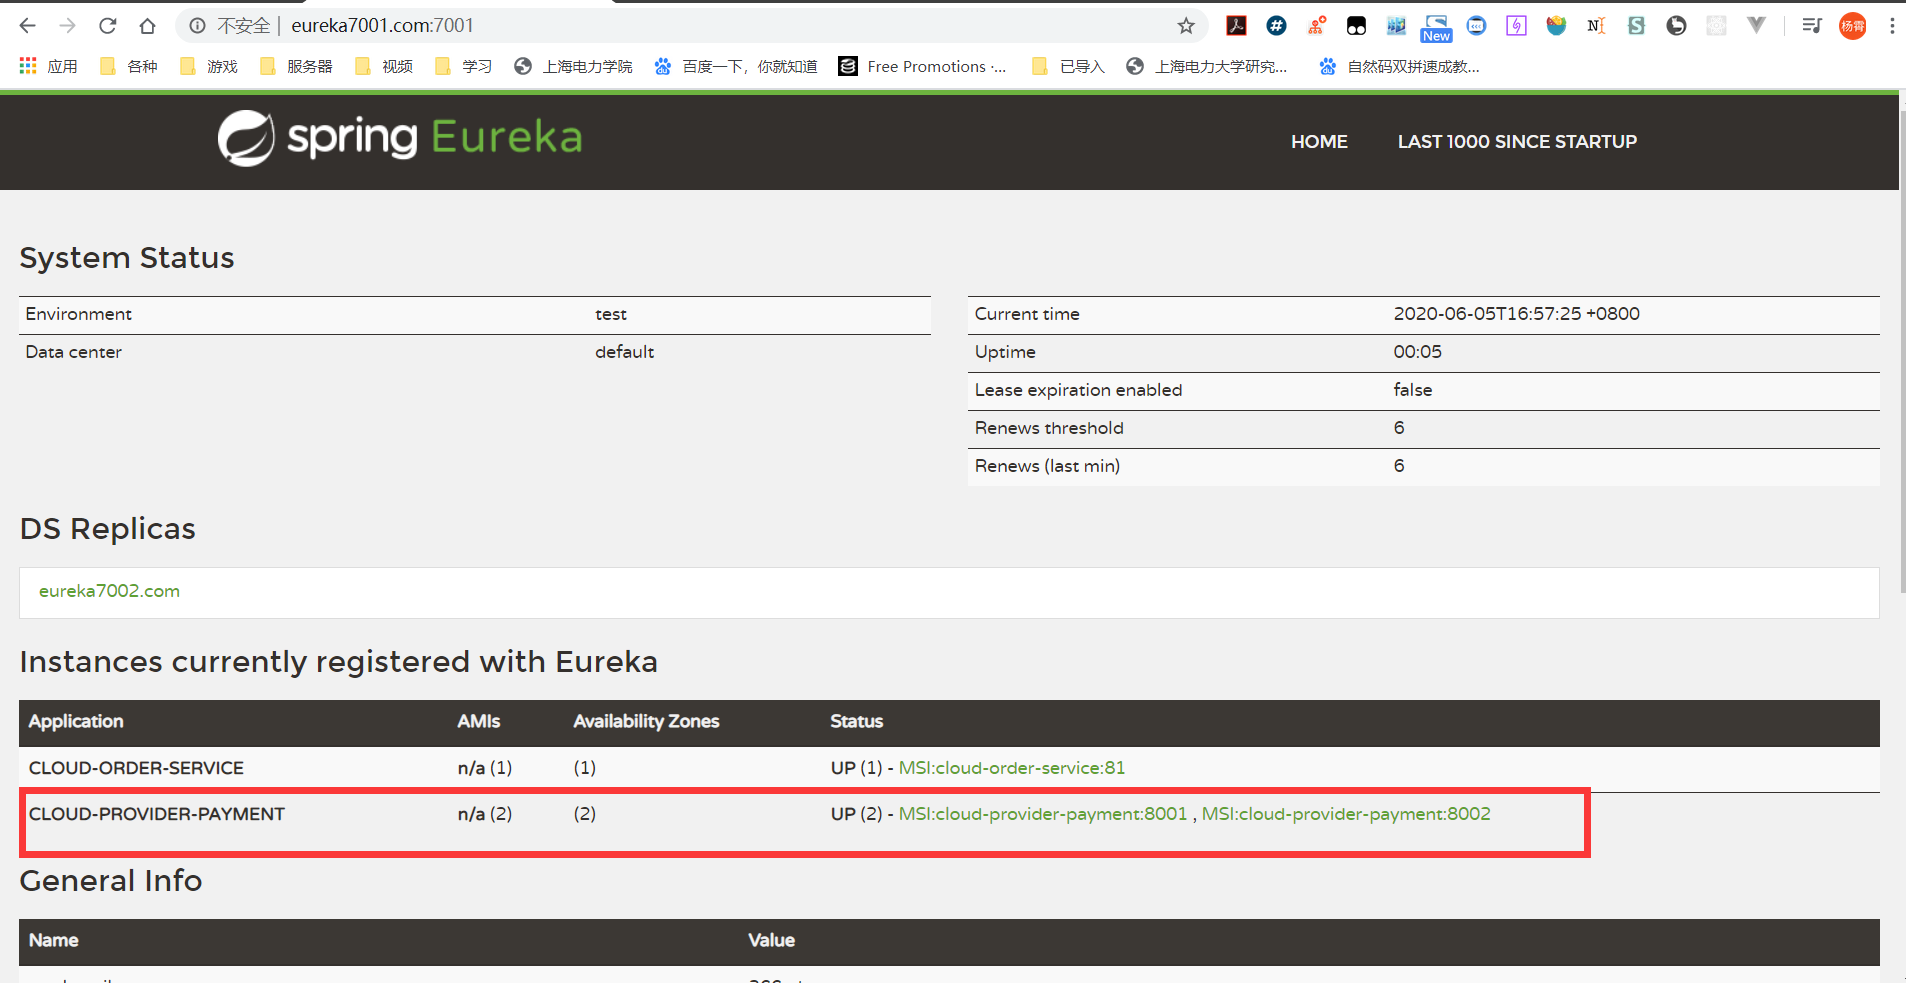 不安全 | eureka7001.com:7001
New
杨霄
应用 各种 游戏 服务器 视频 学习 上海电力学院 百度一下，你就知道 Free Promotions ·... 已导入 上海电力大学研究... 自然码双拼速成教...
spring Eureka HOME LAST 1000 SINCE STARTUP
System Status
Environment test
Data center default
Current time 2020-06-05T16:57:25 +0800
Uptime 00:05
Lease expiration enabled false
Renews threshold 6
Renews (last min) 6
DS Replicas
eureka7002.com
Instances currently registered with Eureka
Application AMIs Availability Zones Status
CLOUD-ORDER-SERVICE n/a (1) (1) UP (1) - MSI:cloud-order-service:81
CLOUD-PROVIDER-PAYMENT n/a (2) (2) UP (2) - MSI:cloud-provider-payment:8001 , MSI:cloud-provider-payment:8002
General Info
Name Value